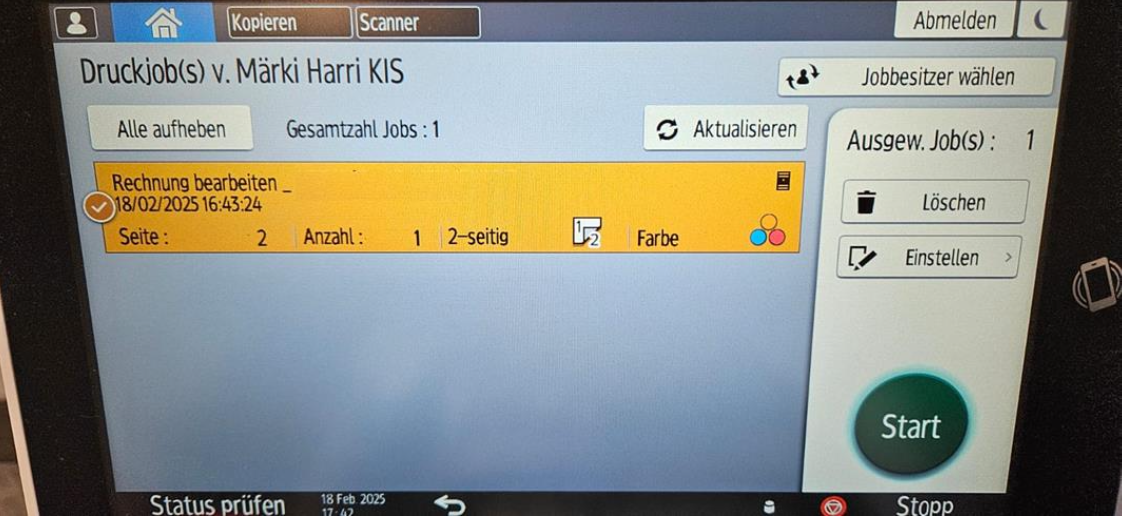 Kopieren
Scanner
Abmelden
Druckjob(s) v. Märki Harri KIS
Jobbesitzer wählen
Alle aufheben
Gesamtzahl Jobs : 1
Aktualisieren
Ausgew. Job(s) : 1
Rechnung bearbeiten _
18/02/2025 16:43:24
Seite : 2 Anzahl : 1 2-seitig 1 2 Farbe
Löschen
Einstellen >
Start
Status prüfen
18 Feb 2025
17:42
Stopp